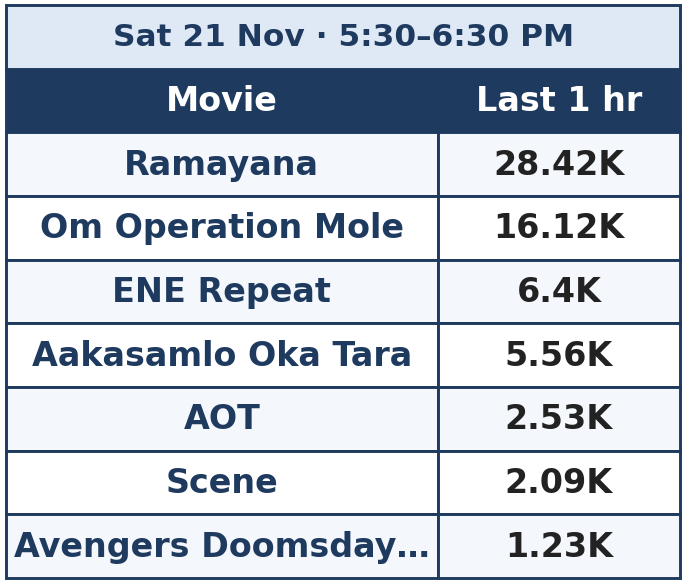 Sat 21 Nov · 5:30–6:30 PM
Movie Last 1 hr
Ramayana 28.42K
Om Operation Mole 16.12K
ENE Repeat 6.4K
Aakasamlo Oka Tara 5.56K
AOT 2.53K
Scene 2.09K
Avengers Doomsday… 1.23K